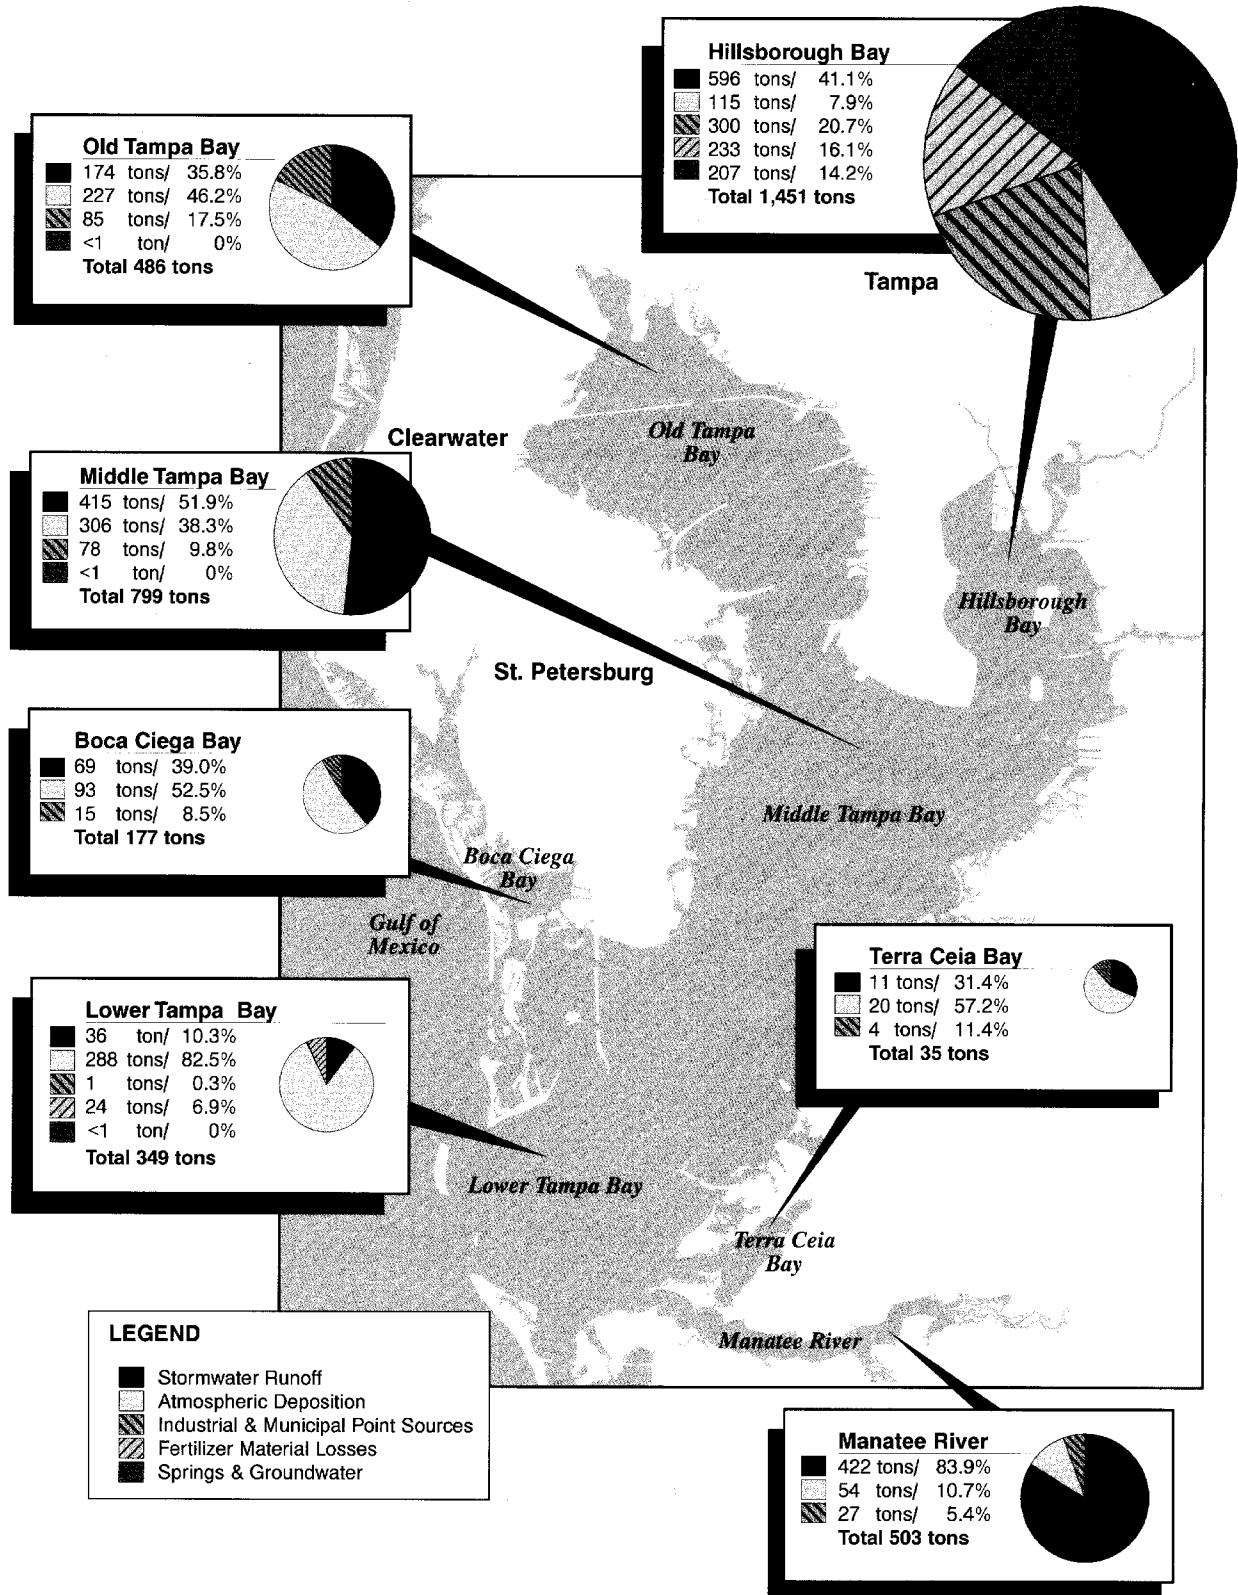 Hillsborough Bay
596 tons/ 41.1%
115 tons/ 7.9%
300 tons/ 20.7%
233 tons/ 16.1%
207 tons/ 14.2%
Total 1,451 tons
Old Tampa Bay
174 tons/ 35.8%
227 tons/ 46.2%
85 tons/ 17.5%
<1 ton/ 0%
Total 486 tons
Tampa
Clearwater
Old Tampa
Bay
Middle Tampa Bay
415 tons/ 51.9%
306 tons/ 38.3%
78 tons/ 9.8%
<1 ton/ 0%
Total 799 tons
Hillsborough
Bay
St. Petersburg
Boca Ciega Bay
69 tons/ 39.0%
93 tons/ 52.5%
15 tons/ 8.5%
Total 177 tons
Middle Tampa Bay
Boca Ciega
Bay
Gulf of
Mexico
Terra Ceia Bay
11 tons/ 31.4%
20 tons/ 57.2%
4 tons/ 11.4%
Total 35 tons
Lower Tampa Bay
36 ton/ 10.3%
288 tons/ 82.5%
1 tons/ 0.3%
24 tons/ 6.9%
<1 ton/ 0%
Total 349 tons
Lower Tampa Bay
Terra Ceia
Bay
Manatee River
LEGEND
Stormwater Runoff
Atmospheric Deposition
Industrial & Municipal Point Sources
Fertilizer Material Losses
Springs & Groundwater
Manatee River
422 tons/ 83.9%
54 tons/ 10.7%
27 tons/ 5.4%
Total 503 tons